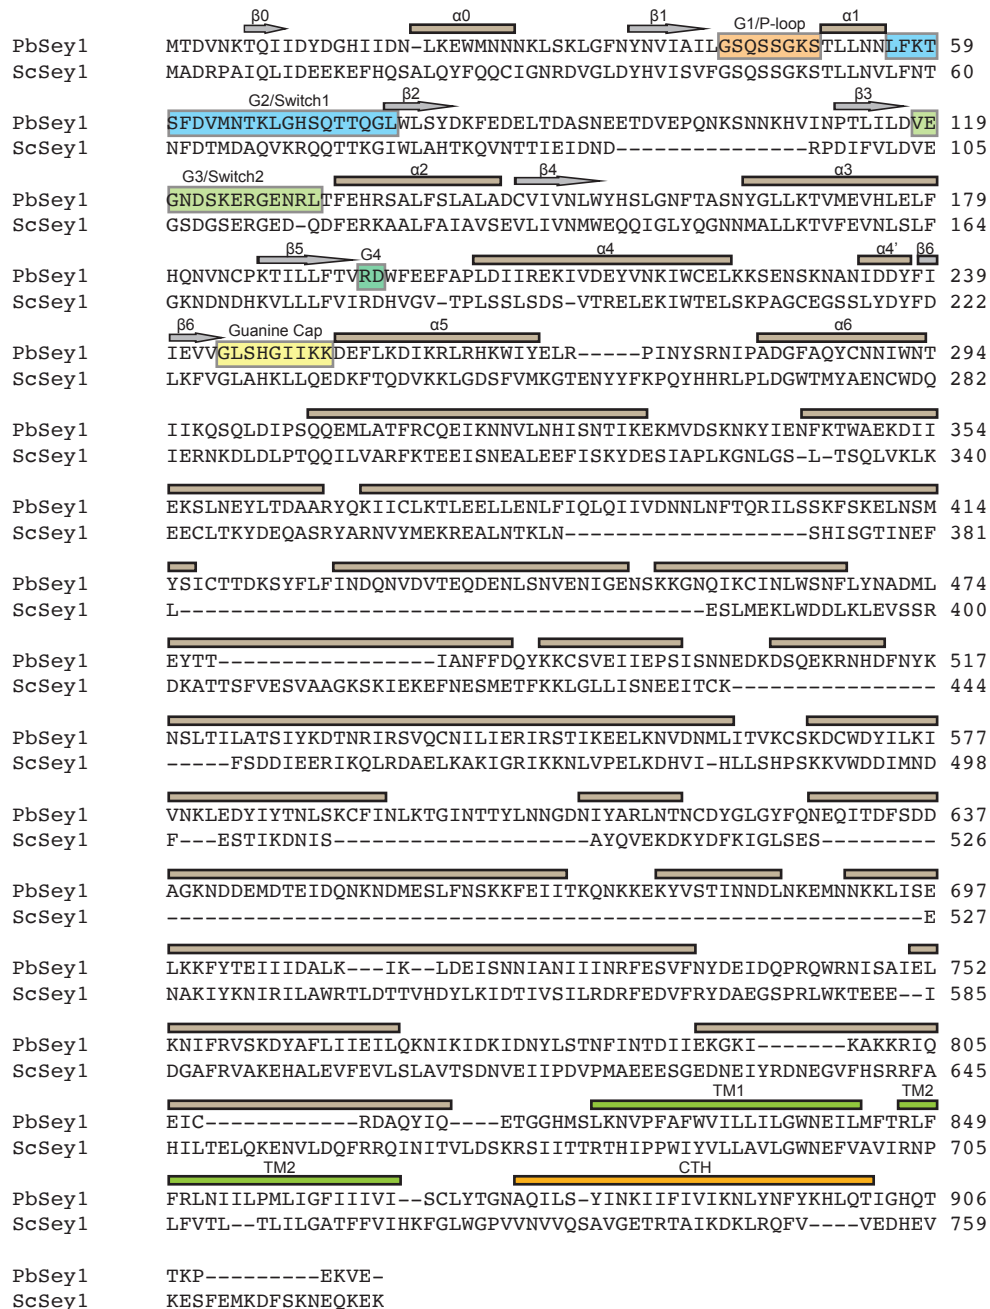 β0 α0 β1 G1/P-loop α1
PbSey1 MTDVNKTQIIDYDGHIIDN-LKEWMNNNKLSKLGFNYNVIAILGSQSSGKSTLLNNLFKT 59
ScSey1 MADRPAIQLIDEEKEFHQSALQYFQQCIGNRDVGLDYHVISVFGSQSSGKSTLLNVLFNT 60
G2/Switch1 β2 β3
PbSey1 SFDVMNTKLGHSQTTQGLWLSYDKFEDELTDASNEETDVEPQNKSNNKHVINPTLILDVE 119
ScSey1 NFDTMDAQVKRQQTTKGIWLAHTKQVNTTIEIDND---------------RPDIFVLDVE 105
G3/Switch2 α2 β4 α3
PbSey1 GNDSKERGENRLTFEHRSALFSLALADCVIVNLWYHSLGNFTASNYGLLKTVMEVHLELF 179
ScSey1 GSDGSERGED-QDFERKAALFAIAVSEVLIVNMWEQQIGLYQGNNMALLKTVFEVNLSLF 164
β5 G4 α4 α4' β6
PbSey1 HQNVNCPKTILLFTVRDWFEEFAPLDIIREKIVDEYVNKIWCELKKSENSKNANIDDYFI 239
ScSey1 GKNDNDHKVLLLFVIRDHVGV-TPLSSLSDS-VTRELEKIWTELSKPAGCEGSSLYDYFD 222
β6 Guanine Cap α5 α6
PbSey1 IEVVGLSHGIIKKDEFLKDIKRLRHKWIYELR-----PINYSRNIPADGFAQYCNNIWNT 294
ScSey1 LKFVGLAHKLLQEDKFTQDVKKLGDSFVMKGTENYYFKPQYHHRLPLDGWTMYAENCWDQ 282
PbSey1 IIKQSQLDIPSQQEMLATFRCQEIKNNVLNHISNTIKEKMVDSKNKYIENFKTWAEKDII 354
ScSey1 IERNKDLDLPTQQILVARFKTEEISNEALEEFISKYDESIAPLKGNLGS-L-TSQLVKLK 340
PbSey1 EKSLNEYLTDAARYQKIICLKTLEELLENLFIQLQIIVDNNLNFTQRILSSKFSKELNSM 414
ScSey1 EECLTKYDEQASRYARNVYMEKREALNTKLN-------------------SHISGTINEF 381
PbSey1 YSICTTDKSYFLFINDQNVDVTEQDENLSNVENIGENSKKGNQIKCINLWSNFLYNADML 474
ScSey1 L-----------------------------------------ESLMEKLWDDLKLEVSSR 400
PbSey1 EYTT-----------------IANFFDQYKKCSVEIIEPSISNNEDKDSQEKRNHDFNYK 517
ScSey1 DKATTSFVESVAAGKSKIEKEFNESMETFKKLGLLISNEEITCK---------------- 444
PbSey1 NSLTILATSIYKDTNRIRSVQCNILIERIRSTIKEELKNVDNMLITVKCSKDCWDYILKI 577
ScSey1 -----FSDDIEERIKQLRDAELKAKIGRIKKNLVPELKDHVI-HLLSHPSKKVWDDIMND 498
PbSey1 VNKLEDYIYTNLSKCFINLKTGINTTYLNNGDNIYARLNTNCDYGLGYFQNEQITDFSDD 637
ScSey1 F---ESTIKDNIS--------------------AYQVEKDKYDFKIGLSES--------- 526
PbSey1 AGKNDDEMDTEIDQNKNDMESLFNSKKFEIITKQNKKEKYVSTINNDLNKEMNNKKLISE 697
ScSey1 -----------------------------------------------------------E 527
PbSey1 LKKFYTEIIIDALK---IK--LDEISNNIANIIINRFESVFNYDEIDQPRQWRNISAIEL 752
ScSey1 NAKIYKNIRILAWRTLDTTVHDYLKIDTIVSILRDRFEDVFRYDAEGSPRLWKTEEE--I 585
PbSey1 KNIFRVSKDYAFLIIEILQKNIKIDKIDNYLSTNFINTDIIEKGKI-------KAKKRIQ 805
ScSey1 DGAFRVAKEHALEVFEVLSLAVTSDNVEIIPDVPMAEEESGEDNEIYRDNEGVFHSRRFA 645
TM1 TM2
PbSey1 EIC------------RDAQYIQ----ETGGHMSLKNVPFAFWVILLILGWNEILMFTRLF 849
ScSey1 HILTELQKENVLDQFRRQINITVLDSKRSIITTRTHIPPWIYVLLAVLGWNEFVAVIRNP 705
TM2 CTH
PbSey1 FRLNIILPMLIGFIIIVI--SCLYTGNAQILS-YINKIIFIVIKNLYNFYKHLQTIGHQT 906
ScSey1 LFVTL--TLILGATFFVIHKFGLWGPVVNVVQSAVGETRTAIKDKLRQFV----VEDHEV 759
PbSey1 TKP---------EKVE-
ScSey1 KESFEMKDFSKNEQKEK